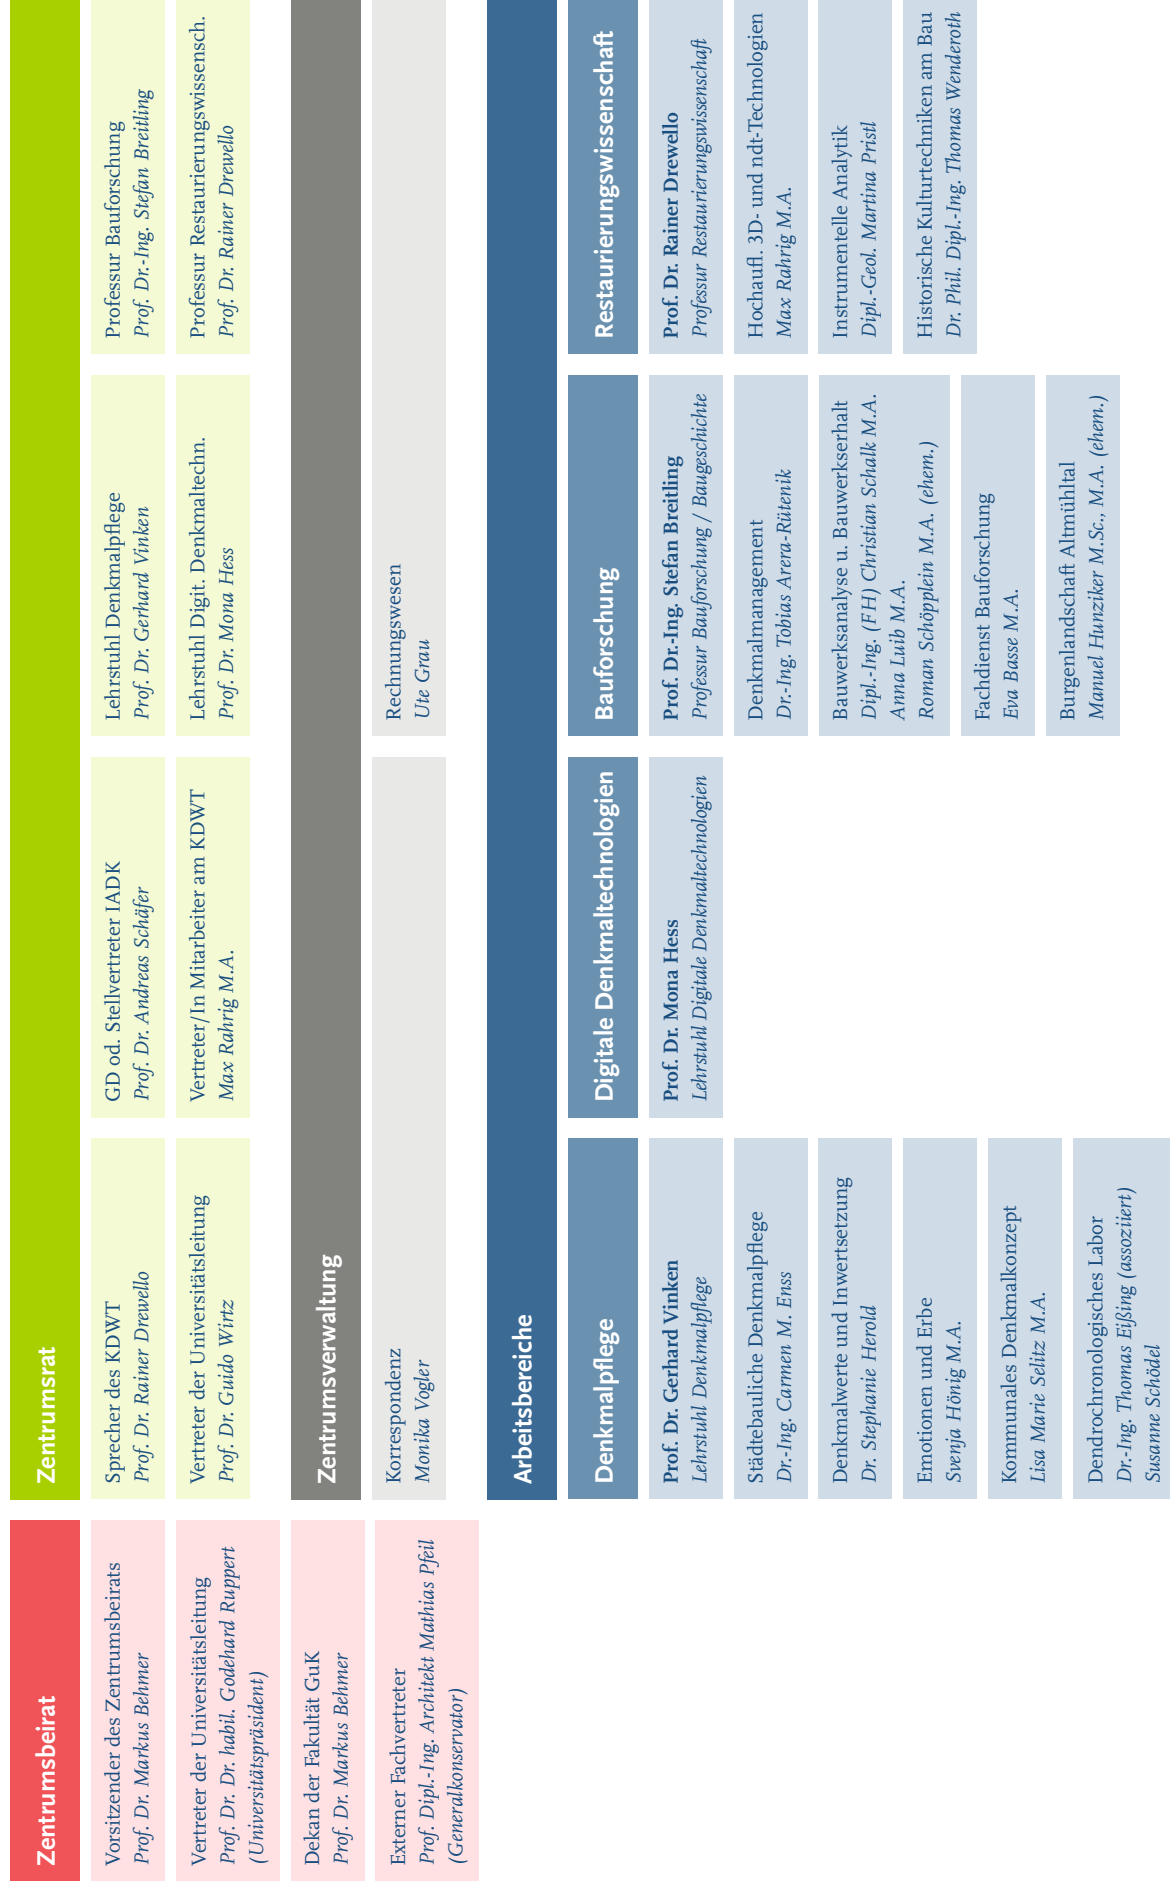 Zentrumsbeirat
Vorsitzender des Zentrumsbeirats
Prof. Dr. Markus Behmer
Vertreter der Universitätsleitung
Prof. Dr. Dr. habil. Godehard Ruppert
(Universitätspräsident)
Dekan der Fakultät GuK
Prof. Dr. Markus Behmer
Externer Fachvertreter
Prof. Dipl.-Ing. Architekt Mathias Pfeil
(Generalkonservator)
Zentrumsrat
Sprecher des KDWT
Prof. Dr. Rainer Drewello
GD od. Stellvertreter IADK
Prof. Dr. Andreas Schäfer
Lehrstuhl Denkmalpflege
Prof. Dr. Gerhard Vinken
Professur Bauforschung
Prof. Dr.-Ing. Stefan Breitling
Vertreter der Universitätsleitung
Prof. Dr. Guido Wirtz
Vertreter/In Mitarbeiter am KDWT
Max Rahrig M.A.
Lehrstuhl Digit. Denkmaltechn.
Prof. Dr. Mona Hess
Professur Restaurierungswissensch.
Prof. Dr. Rainer Drewello
Zentrumsverwaltung
Korrespondenz
Monika Vogler
Rechnungswesen
Ute Grau
Arbeitsbereiche
Denkmalpflege
Prof. Dr. Gerhard Vinken
Lehrstuhl Denkmalpflege
Städtebauliche Denkmalpflege
Dr.-Ing. Carmen M. Enss
Denkmalwerte und Inwertsetzung
Dr. Stephanie Herold
Emotionen und Erbe
Svenja Hönig M.A.
Kommunales Denkmalkonzept
Lisa Marie Selitz M.A.
Dendrochronologisches Labor
Dr.-Ing. Thomas Eißing (assoziiert)
Susanne Schödel
Digitale Denkmaltechnologien
Prof. Dr. Mona Hess
Lehrstuhl Digitale Denkmaltechnologien
Bauforschung
Prof. Dr.-Ing. Stefan Breitling
Professur Bauforschung / Baugeschichte
Denkmalmanagement
Dr.-Ing. Tobias Arera-Rütenik
Bauwerksanalyse u. Bauwerkserhalt
Dipl.-Ing. (FH) Christian Schalk M.A.
Anna Luib M.A.
Roman Schöpplein M.A. (ehem.)
Fachdienst Bauforschung
Eva Basse M.A.
Burgenlandschaft Altmühltal
Manuel Hunziker M.Sc., M.A. (ehem.)
Restaurierungswissenschaft
Prof. Dr. Rainer Drewello
Professur Restaurierungswissenschaft
Hochaufl. 3D- und ndt-Technologien
Max Rahrig M.A.
Instrumentelle Analytik
Dipl.-Geol. Martina Pristl
Historische Kulturtechniken am Bau
Dr. Phil. Dipl.-Ing. Thomas Wenderoth